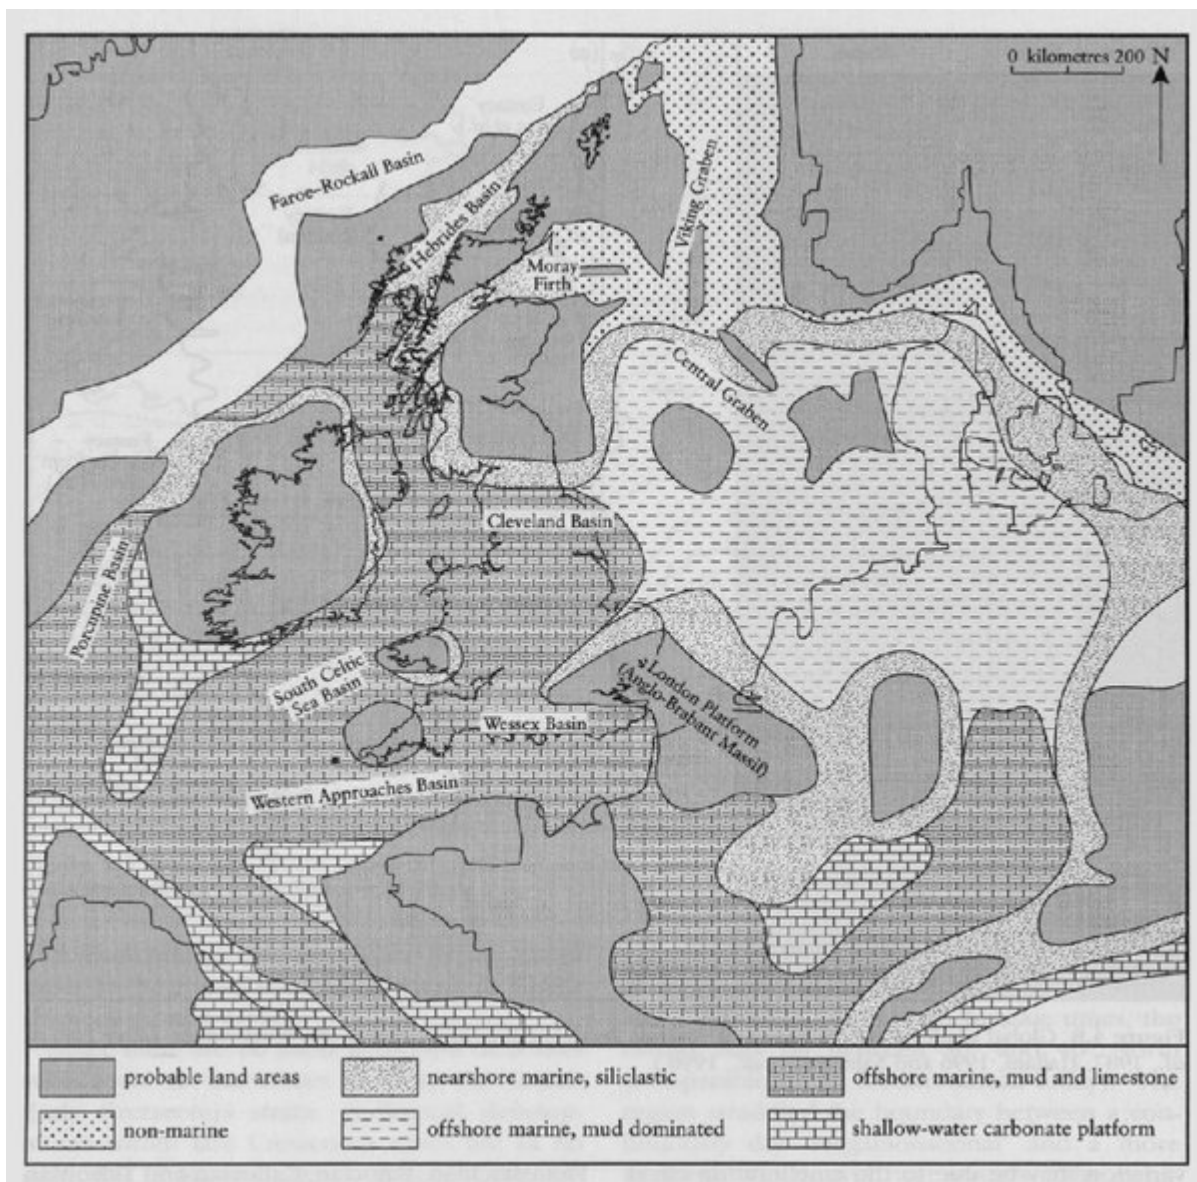 0 kilometres 200 N
Faroe–Rockall Basin
Hebrides Basin
Viking Graben
Moray
Firth
Central Graben
Cleveland Basin
Porcupine Basin
South Celtic
Sea Basin
London Platform
(Anglo-Brabant Massif)
Wessex Basin
Western Approaches Basin
probable land areas
nearshore marine, siliclastic
offshore marine, mud and limestone
non-marine
offshore marine, mud dominated
shallow-water carbonate platform